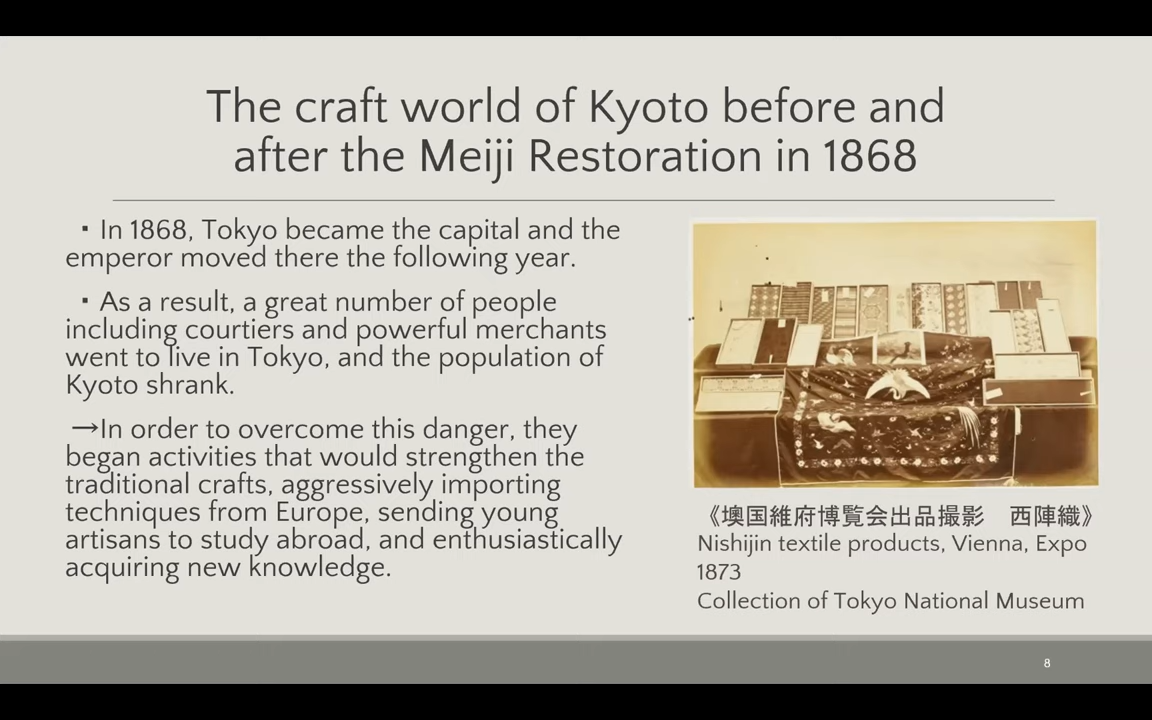 The craft world of Kyoto before and
after the Meiji Restoration in 1868
・In 1868, Tokyo became the capital and the
emperor moved there the following year.
・As a result, a great number of people
including courtiers and powerful merchants
went to live in Tokyo, and the population of
Kyoto shrank.
→In order to overcome this danger, they
began activities that would strengthen the
traditional crafts, aggressively importing
techniques from Europe, sending young
artisans to study abroad, and enthusiastically
acquiring new knowledge.
《墺国維府博覧会出品撮影　西陣織》
Nishijin textile products, Vienna, Expo
1873
Collection of Tokyo National Museum
8